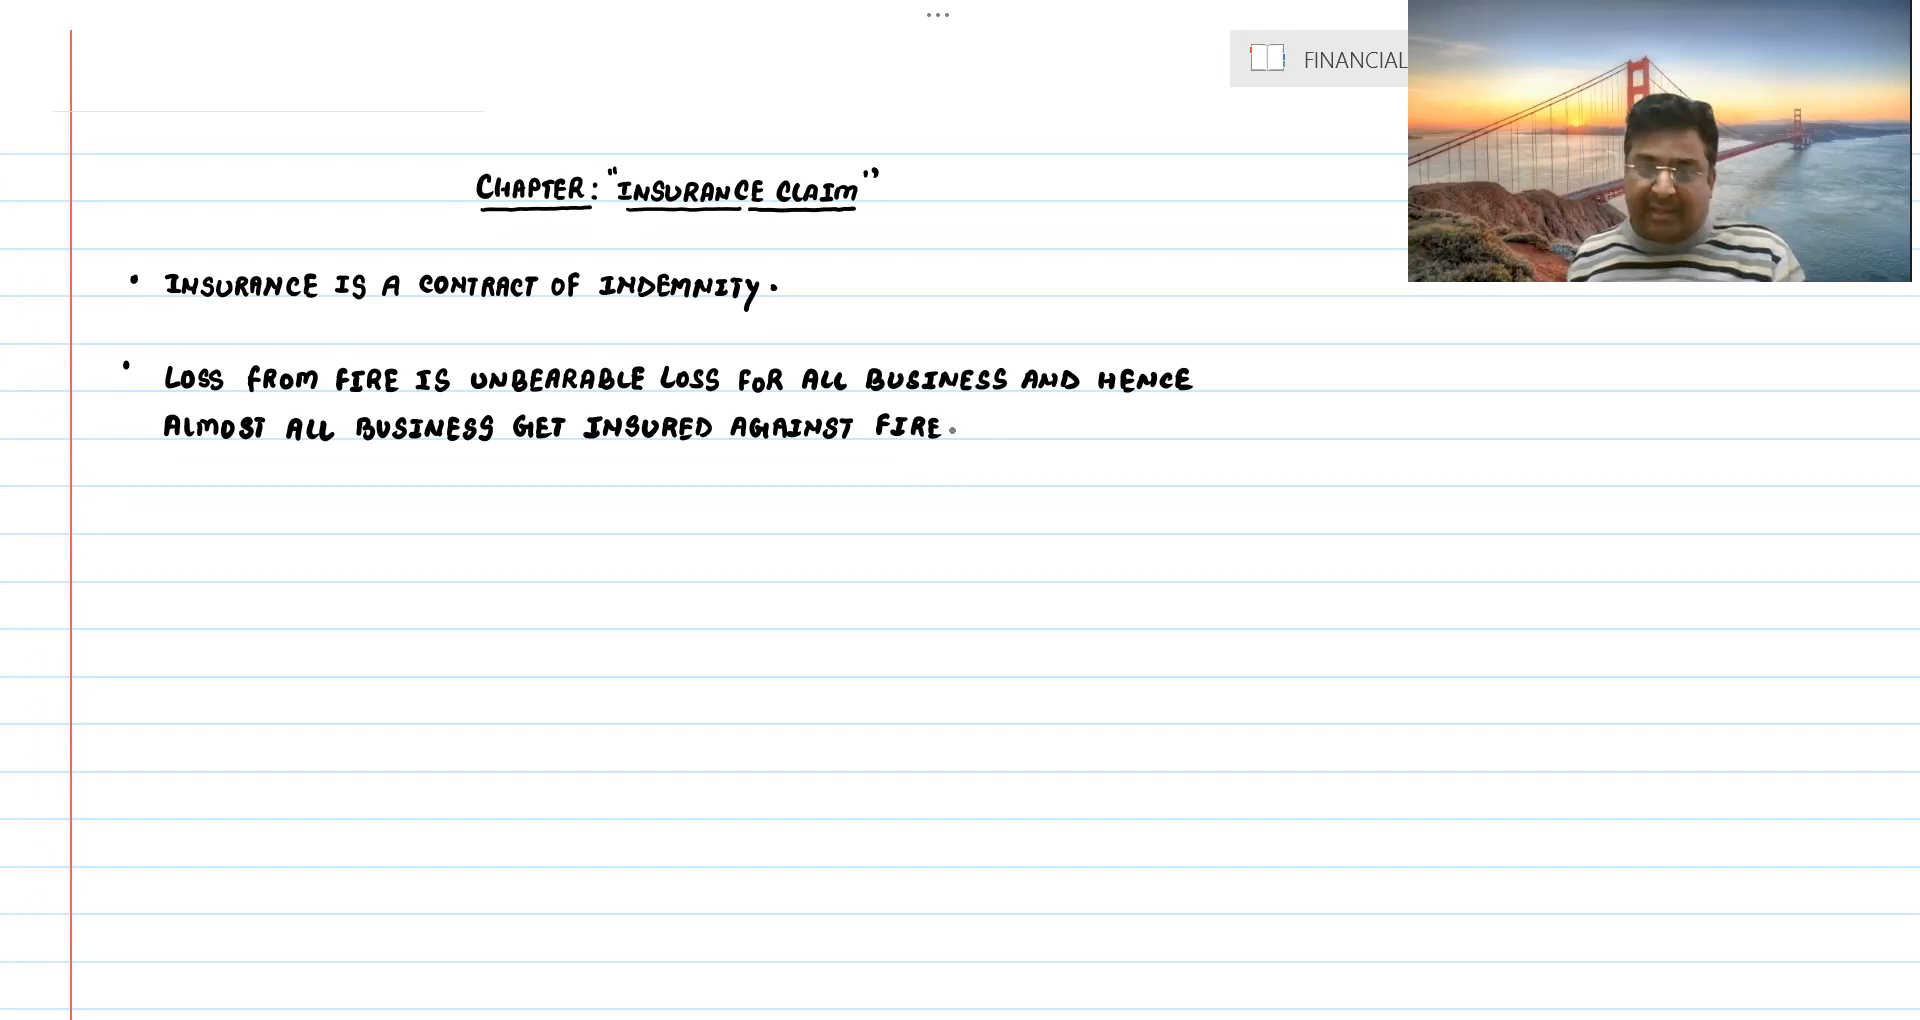 FINANCIAL
CHAPTER: "INSURANCE CLAIM"
• INSURANCE IS A CONTRACT OF INDEMNITY.
• LOSS FROM FIRE IS UNBEARABLE LOSS FOR ALL BUSINESS AND HENCE
ALMOST ALL BUSINESS GET INSURED AGAINST FIRE.